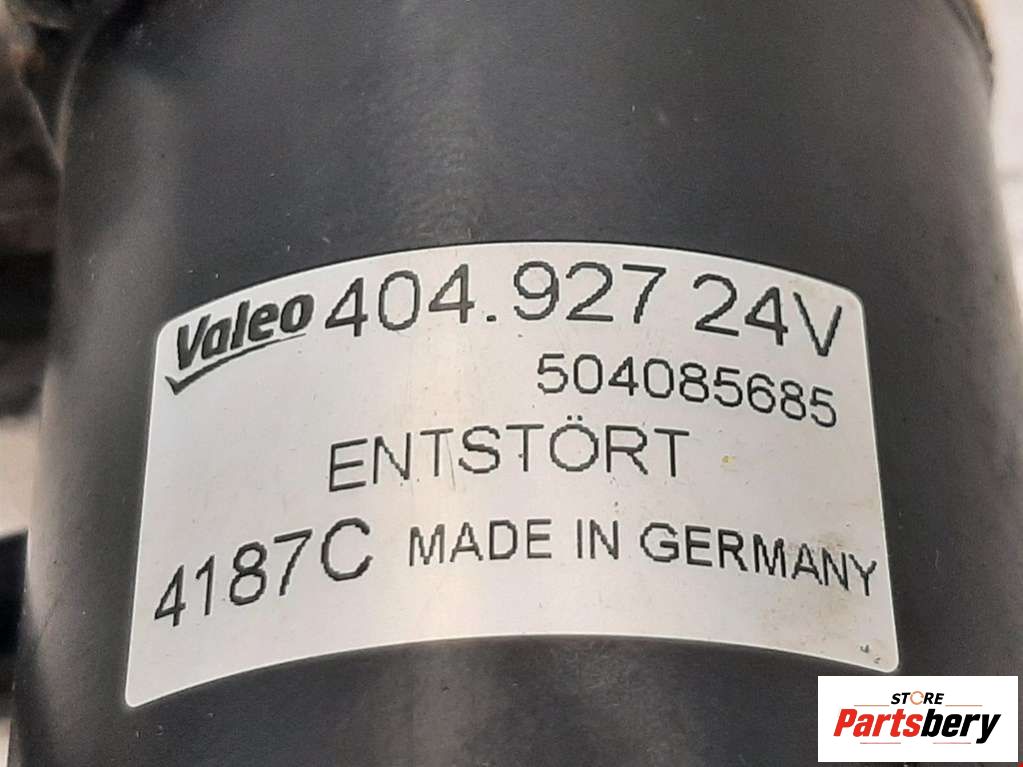 Valeo 404.927 24V
504085685
ENTSTÖRT
4187C MADE IN GERMANY
STORE
Partsbery